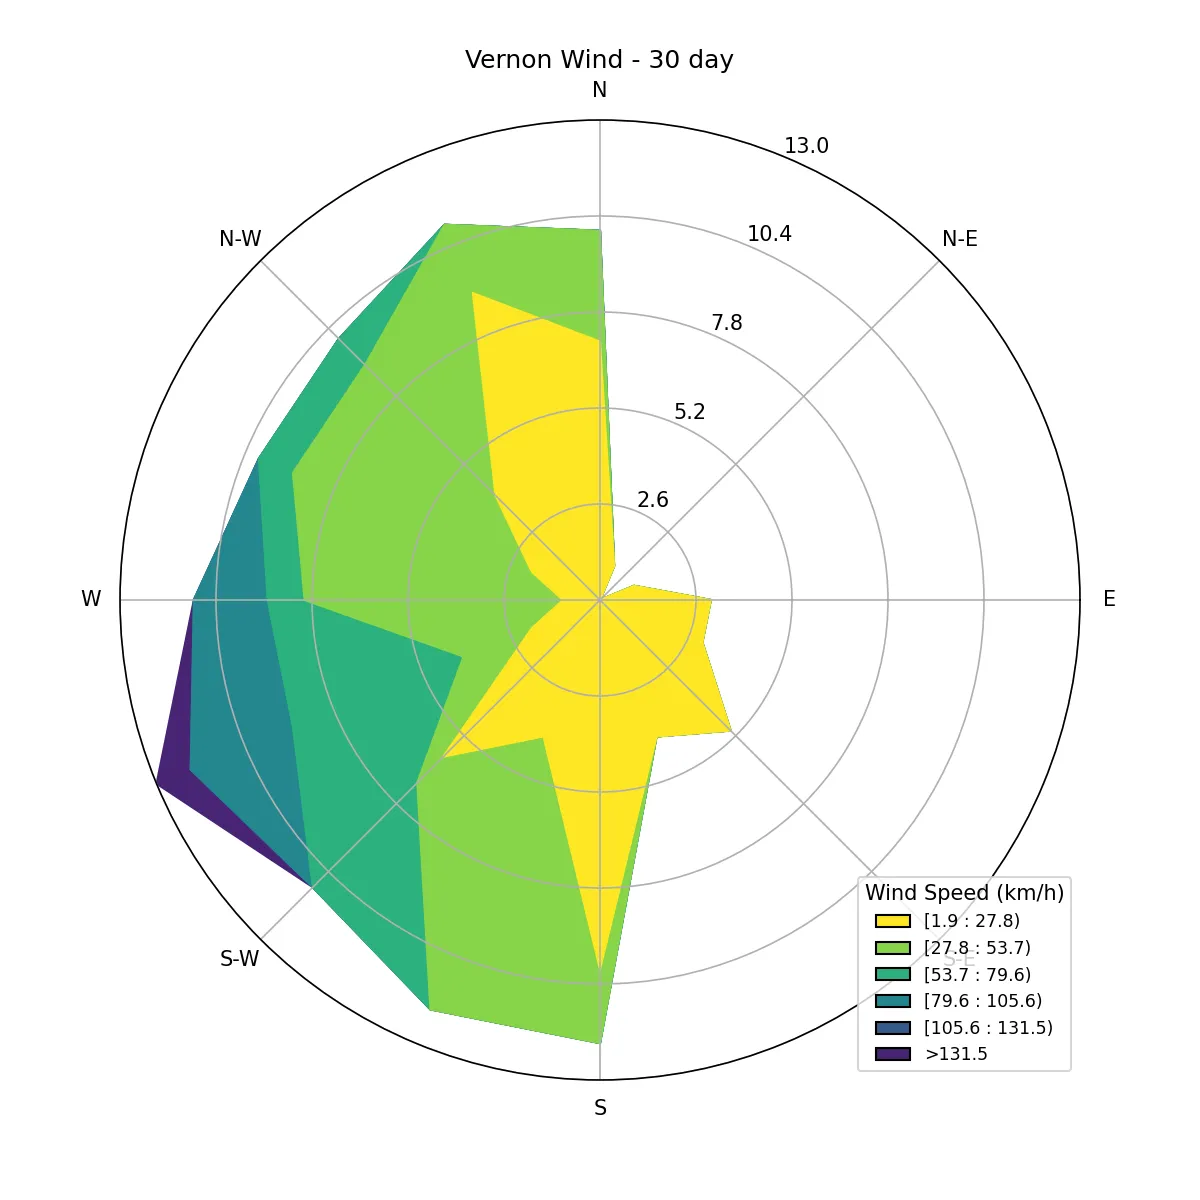 Vernon Wind - 30 day
N
13.0
N-W
10.4
N-E
7.8
5.2
2.6
W
E
S-W
S-E
S
Wind Speed (km/h)
[1.9 : 27.8)
[27.8 : 53.7)
[53.7 : 79.6)
[79.6 : 105.6)
[105.6 : 131.5)
>131.5